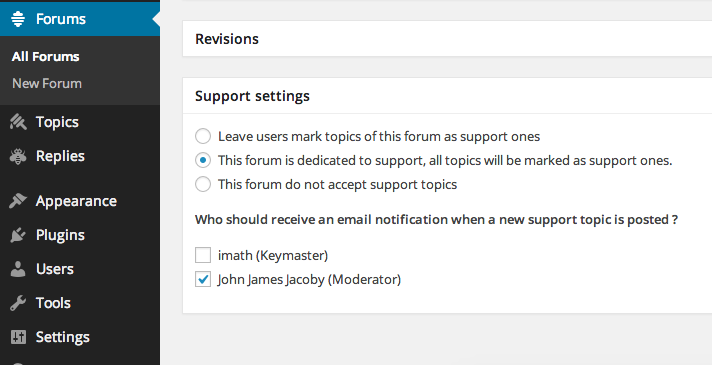 Forums
All Forums
New Forum
Topics
Replies
Appearance
Plugins
Users
Tools
Settings
Revisions
Support settings
Leave users mark topics of this forum as support ones
This forum is dedicated to support, all topics will be marked as support ones.
This forum do not accept support topics
Who should receive an email notification when a new support topic is posted ?
imath (Keymaster)
John James Jacoby (Moderator)